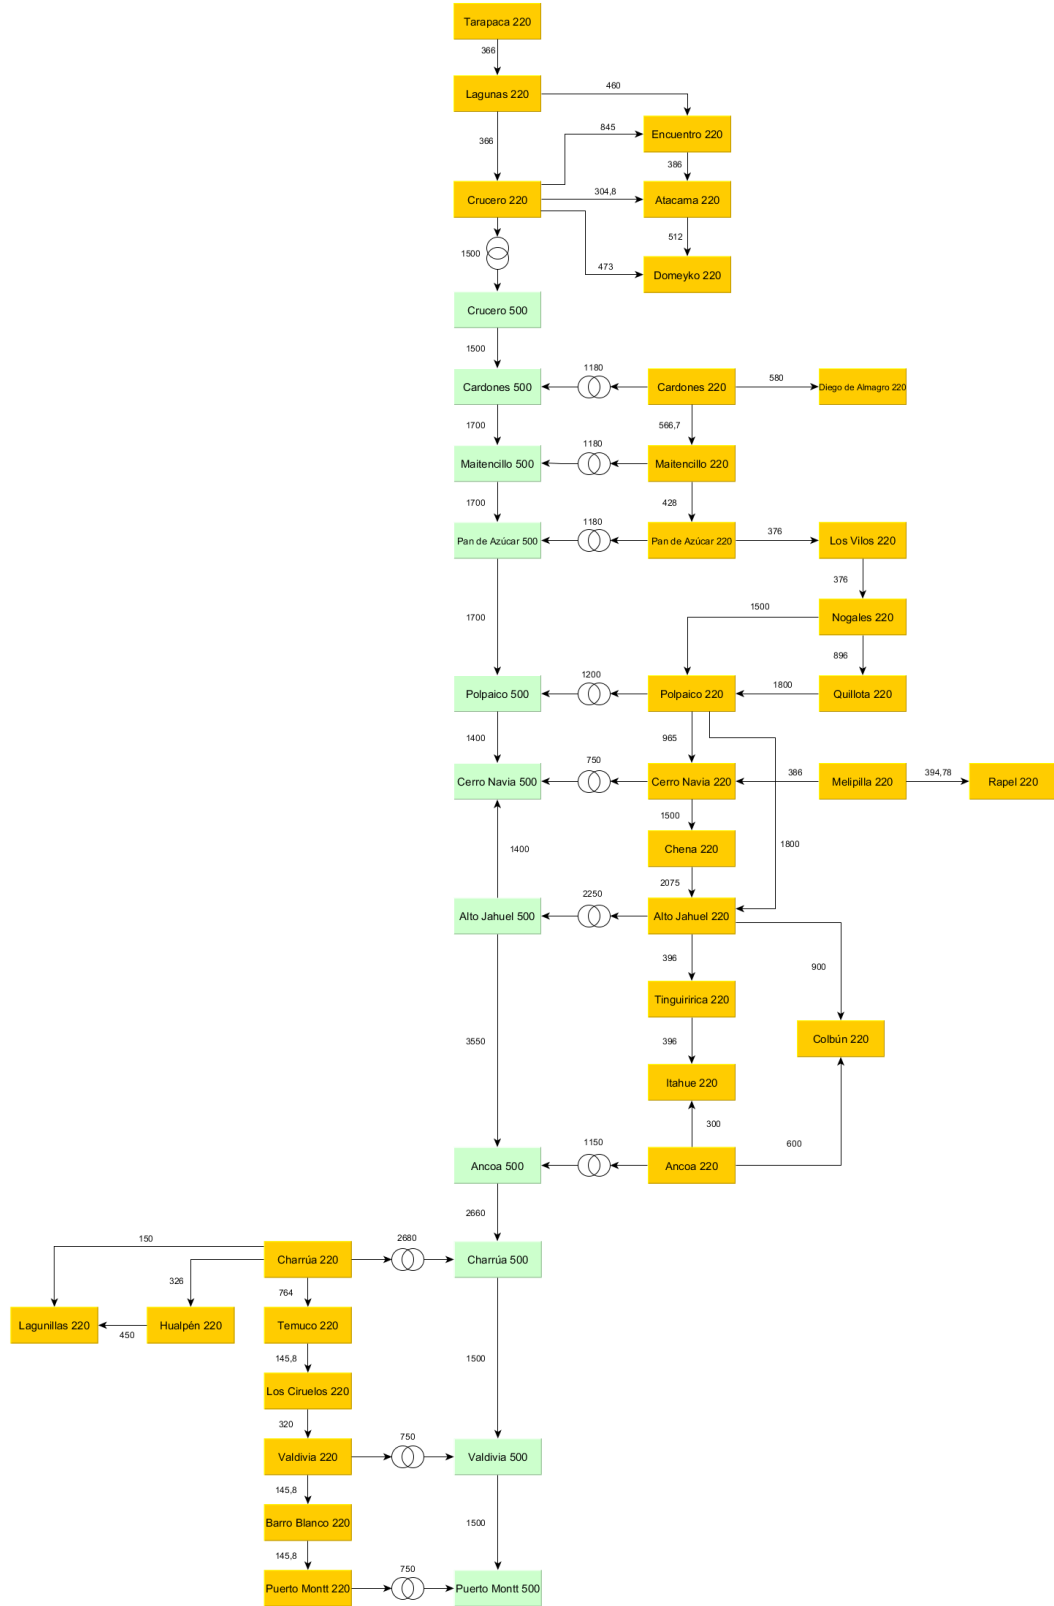 Tarapaca 220
366
Lagunas 220
460
845
Encuentro 220
366
386
Crucero 220
304,8
Atacama 220
1500
512
473
Domeyko 220
Crucero 500
1500
1180
Cardones 500
Cardones 220
580
Diego de Almagro 220
1700
566,7
1180
Maitencillo 500
Maitencillo 220
1700
428
1180
Pan de Azúcar 500
Pan de Azúcar 220
376
Los Vilos 220
376
1700
1500
Nogales 220
896
1200
Polpaico 500
Polpaico 220
1800
Quillota 220
1400
965
750
Cerro Navia 500
Cerro Navia 220
386
Melipilla 220
394,78
Rapel 220
1500
1400
Chena 220
1800
2075
2250
Alto Jahuel 500
Alto Jahuel 220
396
900
Tinguiririca 220
3550
396
Colbún 220
Itahue 220
300
1150
600
Ancoa 500
Ancoa 220
2660
150
2680
Charrúa 220
Charrúa 500
326
764
Lagunillas 220
450
Hualpén 220
Temuco 220
145,8
1500
Los Ciruelos 220
320
750
Valdivia 220
Valdivia 500
145,8
Barro Blanco 220
1500
145,8
750
Puerto Montt 220
Puerto Montt 500